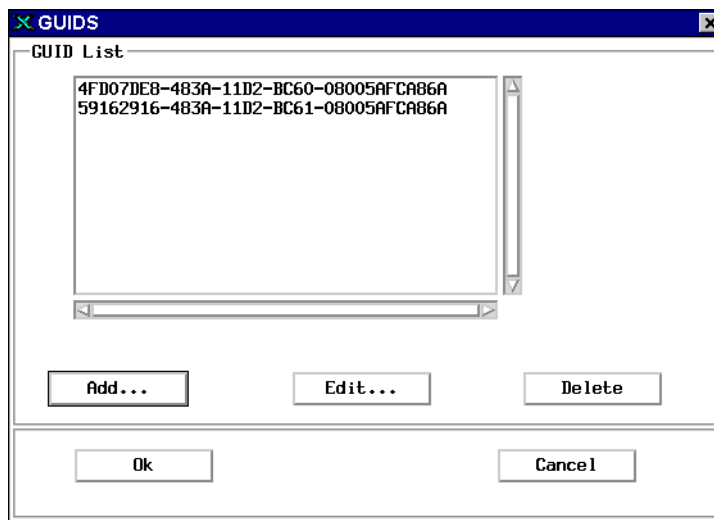 GUIDS
GUID List
4FD07DE8-483A-11D2-BC60-08005AFCA86A
59162916-483A-11D2-BC61-08005AFCA86A
Add... Edit... Delete
Ok Cancel